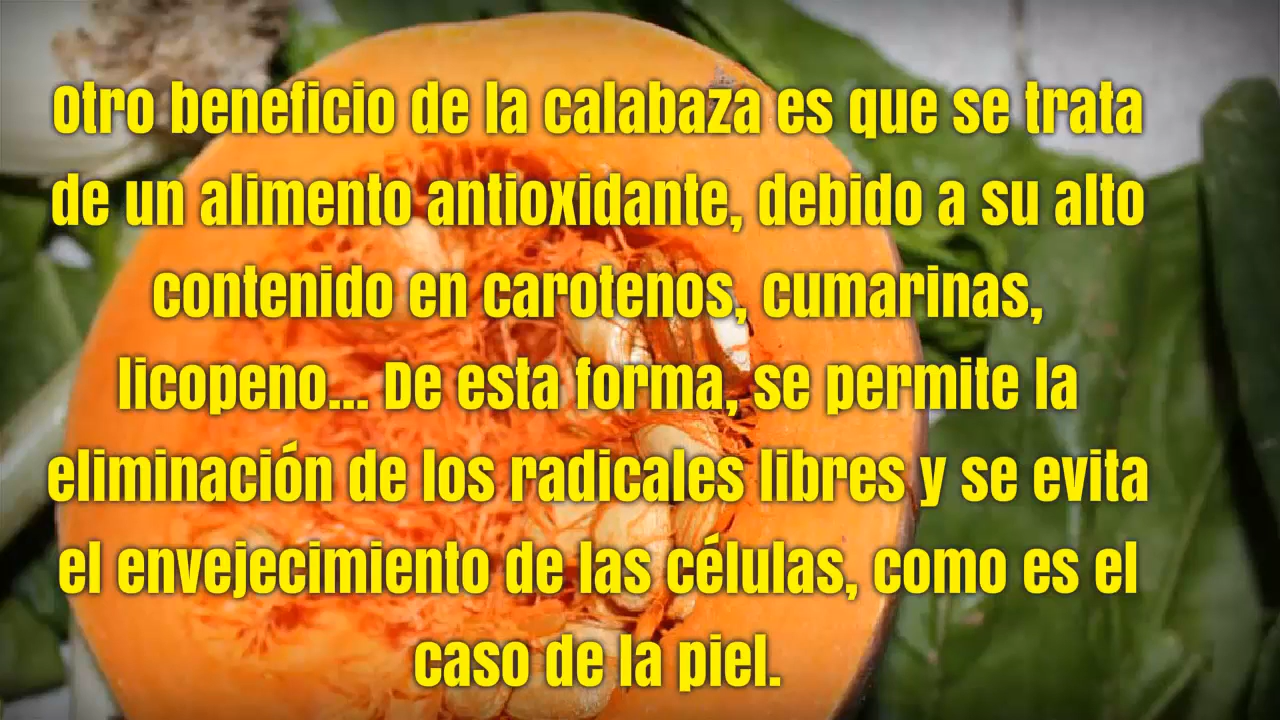 Otro beneficio de la calabaza es que se trata
de un alimento antioxidante, debido a su alto
contenido en carotenos, cumarinas,
licopeno... De esta forma, se permite la
eliminación de los radicales libres y se evita
el envejecimiento de las células, como es el
caso de la piel.